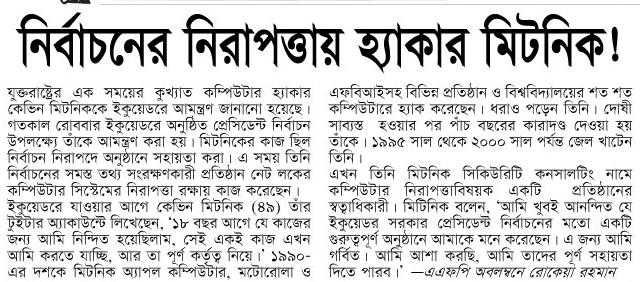 নির্বাচনের নিরাপত্তায় হ্যাকার মিটনিক!
যুক্তরাষ্ট্রের এক সময়ের কুখ্যাত কম্পিউটার হ্যাকার
কেভিন মিটনিককে ইকুয়েডরে আমন্ত্রণ জানানো হয়েছে।
গতকাল রোববার ইকুয়েডরে অনুষ্ঠিত প্রেসিডেন্ট নির্বাচন
উপলক্ষ্যে তাঁকে আমন্ত্রণ করা হয়। মিটনিকের কাজ ছিল
নির্বাচন নিরাপদে অনুষ্ঠানে সহায়তা করা। এ সময় তিনি
নির্বাচনের সমস্ত তথ্য সংরক্ষণকারী প্রতিষ্ঠান নেট লকের
কম্পিউটার সিস্টেমের নিরাপত্তা রক্ষায় কাজ করেছেন।
ইকুয়েডরে যাওয়ার আগে কেভিন মিটনিক (৪৯) তাঁর
টুইটার অ্যাকাউন্টে লিখেছেন, ‘১৮ বছর আগে যে কাজের
জন্য আমি নিন্দিত হয়েছিলাম, সেই একই কাজ এখন
আমি করতে যাচ্ছি, আর তা পূর্ণ কর্তৃত্ব নিয়ে।’ ১৯৯০-
এর দশকে মিটনিক অ্যাপল কম্পিউটার, মটোরোলা ও
এফবিআইসহ বিভিন্ন প্রতিষ্ঠান ও বিশ্ববিদ্যালয়ের শত শত
কম্পিউটারে হ্যাক করেছেন। ধরাও পড়েন তিনি। দোষী
সাব্যস্ত হওয়ার পর পাঁচ বছরের কারাদণ্ড দেওয়া হয়
তাঁকে। ১৯৯৫ সাল থেকে ২০০০ সাল পর্যন্ত জেল খাটেন
তিনি।
এখন তিনি মিটনিক সিকিউরিটি কনসালটিং নামে
কম্পিউটার নিরাপত্তাবিষয়ক একটি প্রতিষ্ঠানের
স্বত্বাধিকারী। মিটিনিক বলেন, ‘আমি খুবই আনন্দিত যে
ইকুয়েডর সরকার প্রেসিডেন্ট নির্বাচনের মতো একটি
গুরুত্বপূর্ণ অনুষ্ঠানে আমাকে মনে করেছেন। এ জন্য আমি
গর্বিত। আমি আশা করছি, আমি তাদের পূর্ণ সহায়তা
দিতে পারব।’ —এএফপি অবলম্বনে রোকেয়া রহমান